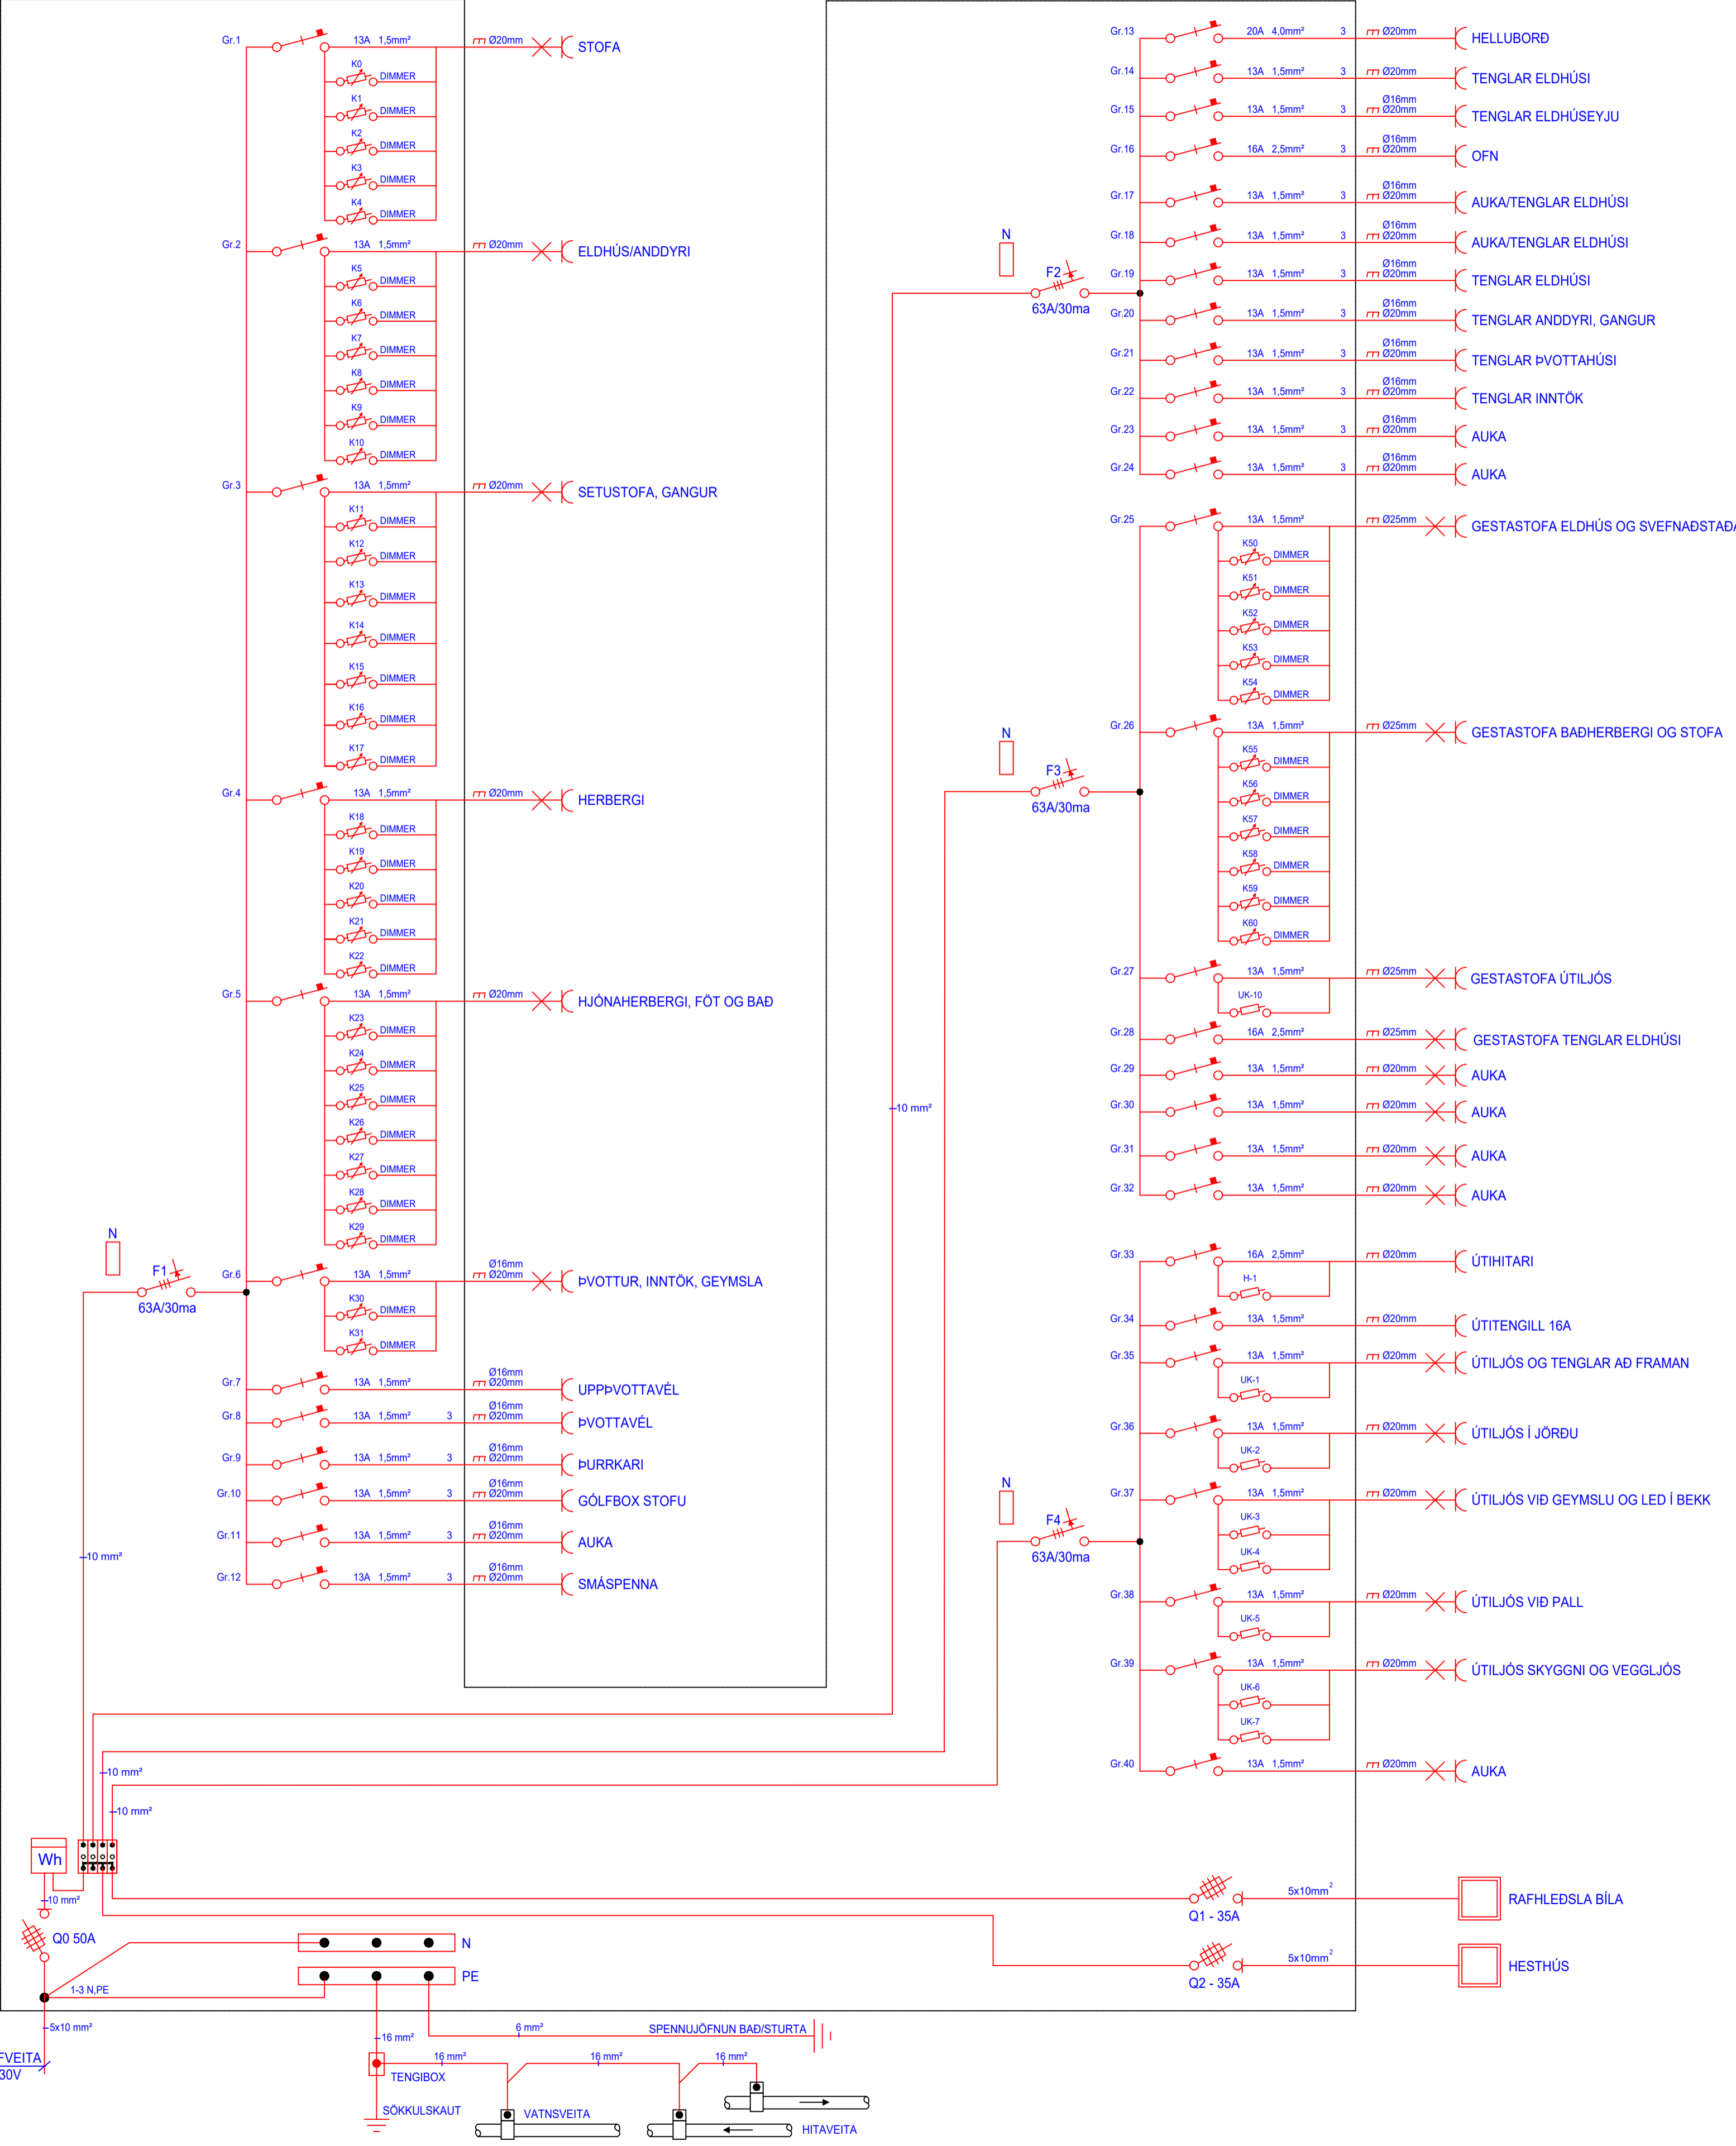 Gr.1 13A 1,5mm² Ø20mm STOFA
K0 DIMMER
K1 DIMMER
K2 DIMMER
K3 DIMMER
K4 DIMMER
Gr.2 13A 1,5mm² Ø20mm ELDHÚS/ANDDYRI
K5 DIMMER
K6 DIMMER
K7 DIMMER
K8 DIMMER
K9 DIMMER
K10 DIMMER
Gr.3 13A 1,5mm² Ø20mm SETUSTOFA, GANGUR
K11 DIMMER
K12 DIMMER
K13 DIMMER
K14 DIMMER
K15 DIMMER
K16 DIMMER
K17 DIMMER
Gr.4 13A 1,5mm² Ø20mm HERBERGI
K18 DIMMER
K19 DIMMER
K20 DIMMER
K21 DIMMER
K22 DIMMER
Gr.5 13A 1,5mm² Ø20mm HJÓNAHERBERGI, FÖT OG BAÐ
K23 DIMMER
K24 DIMMER
K25 DIMMER
K26 DIMMER
K27 DIMMER
K28 DIMMER
K29 DIMMER
N
F1
63A/30ma
Ø16mm
Gr.6 13A 1,5mm² Ø20mm ÞVOTTUR, INNTÖK, GEYMSLA
K30 DIMMER
K31 DIMMER
Ø16mm
Gr.7 13A 1,5mm² Ø20mm UPPÞVOTTAVÉL
Ø16mm
Gr.8 13A 1,5mm² 3 Ø20mm ÞVOTTAVÉL
Ø16mm
Gr.9 13A 1,5mm² 3 Ø20mm ÞURRKARI
Ø16mm
Gr.10 13A 1,5mm² 3 Ø20mm GÓLFBOX STOFU
Ø16mm
Gr.11 13A 1,5mm² 3 Ø20mm AUKA
Ø16mm
Gr.12 13A 1,5mm² 3 Ø20mm SMÁSPENNA
10 mm²
Gr.13 20A 4,0mm² 3 Ø20mm HELLUBORÐ
Gr.14 13A 1,5mm² 3 Ø20mm TENGLAR ELDHÚSI
Ø16mm
Gr.15 13A 1,5mm² 3 Ø20mm TENGLAR ELDHÚSEYJU
Ø16mm
Gr.16 16A 2,5mm² 3 Ø20mm OFN
Ø16mm
Gr.17 13A 1,5mm² 3 Ø20mm AUKA/TENGLAR ELDHÚSI
Ø16mm
Gr.18 13A 1,5mm² 3 Ø20mm AUKA/TENGLAR ELDHÚSI
N
F2
63A/30ma
Ø16mm
Gr.19 13A 1,5mm² 3 Ø20mm TENGLAR ELDHÚSI
Ø16mm
Gr.20 13A 1,5mm² 3 Ø20mm TENGLAR ANDDYRI, GANGUR
Ø16mm
Gr.21 13A 1,5mm² 3 Ø20mm TENGLAR ÞVOTTAHÚSI
Ø16mm
Gr.22 13A 1,5mm² 3 Ø20mm TENGLAR INNTÖK
Ø16mm
Gr.23 13A 1,5mm² 3 Ø20mm AUKA
Ø16mm
Gr.24 13A 1,5mm² 3 Ø20mm AUKA
Gr.25 13A 1,5mm² Ø25mm GESTASTOFA ELDHÚS OG SVEFNAÐSTAÐA
K50 DIMMER
K51 DIMMER
K52 DIMMER
K53 DIMMER
K54 DIMMER
Gr.26 13A 1,5mm² Ø25mm GESTASTOFA BAÐHERBERGI OG STOFA
N
F3
63A/30ma
K55 DIMMER
K56 DIMMER
K57 DIMMER
K58 DIMMER
K59 DIMMER
K60 DIMMER
Gr.27 13A 1,5mm² Ø25mm GESTASTOFA ÚTILJÓS
UK-10
Gr.28 16A 2,5mm² Ø25mm GESTASTOFA TENGLAR ELDHÚSI
Gr.29 13A 1,5mm² Ø20mm AUKA
10 mm²
Gr.30 13A 1,5mm² Ø20mm AUKA
Gr.31 13A 1,5mm² Ø20mm AUKA
Gr.32 13A 1,5mm² Ø20mm AUKA
Gr.33 16A 2,5mm² Ø20mm ÚTIHITARI
H-1
Gr.34 13A 1,5mm² Ø20mm ÚTITENGILL 16A
Gr.35 13A 1,5mm² Ø20mm ÚTILJÓS OG TENGLAR AÐ FRAMAN
UK-1
Gr.36 13A 1,5mm² Ø20mm ÚTILJÓS Í JÖRÐU
UK-2
N
F4
63A/30ma
Gr.37 13A 1,5mm² Ø20mm ÚTILJÓS VIÐ GEYMSLU OG LED Í BEKK
UK-3
UK-4
Gr.38 13A 1,5mm² Ø20mm ÚTILJÓS VIÐ PALL
UK-5
Gr.39 13A 1,5mm² Ø20mm ÚTILJÓS SKYGGNI OG VEGGLJÓS
UK-6
UK-7
Gr.40 13A 1,5mm² Ø20mm AUKA
10 mm²
10 mm²
Wh
10 mm²
Q0 50A
Q1 - 35A 5x10mm² RAFHLEÐSLA BÍLA
Q2 - 35A 5x10mm² HESTHÚS
N
PE
1-3 N,PE
5x10 mm²
FVEITA
30V
16 mm²
6 mm²
SPENNUJÖFNUN BAÐ/STURTA
16 mm² 16 mm² 16 mm²
TENGIBOX
SÖKKULSKAUT
VATNSVEITA
HITAVEITA